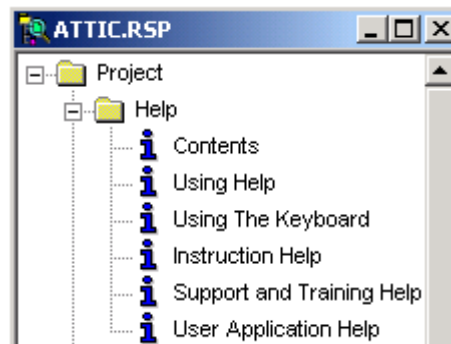 ATTIC.RSP
Project
Help
Contents
Using Help
Using The Keyboard
Instruction Help
Support and Training Help
User Application Help